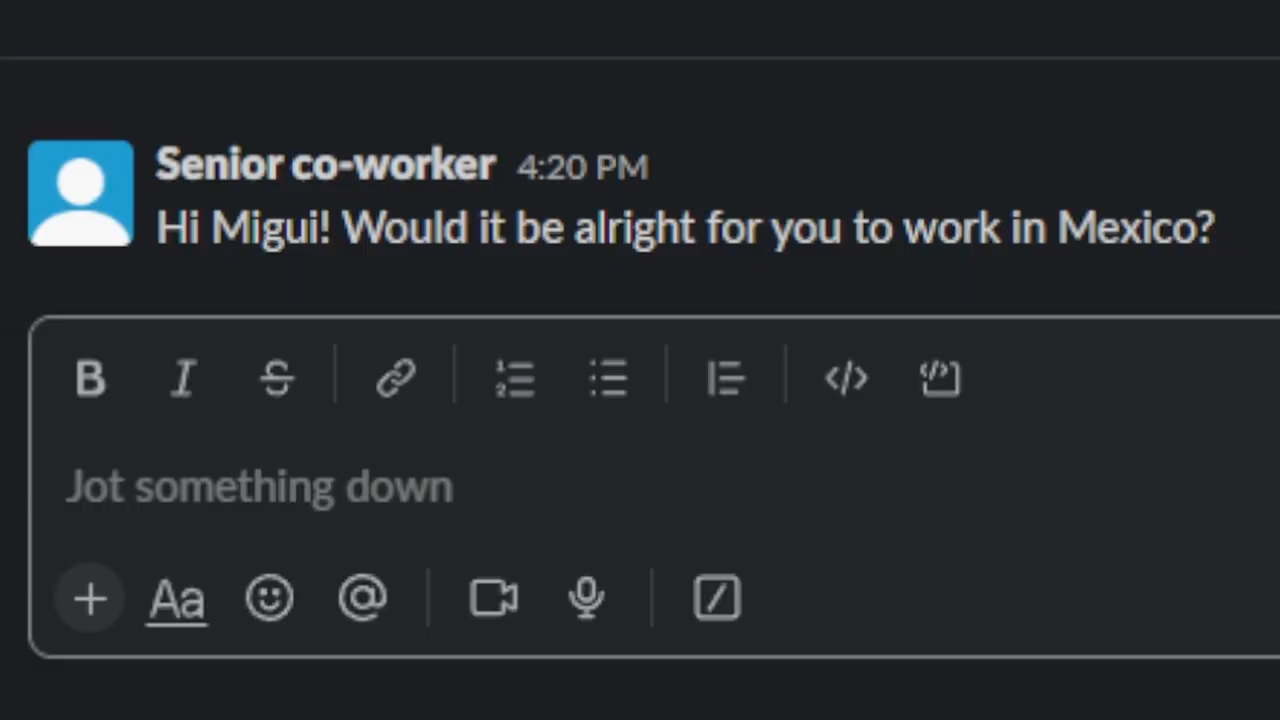 Senior co-worker 4:20 PM
Hi Migui! Would it be alright for you to work in Mexico?
B I S 
Jot something down
+ Aa @